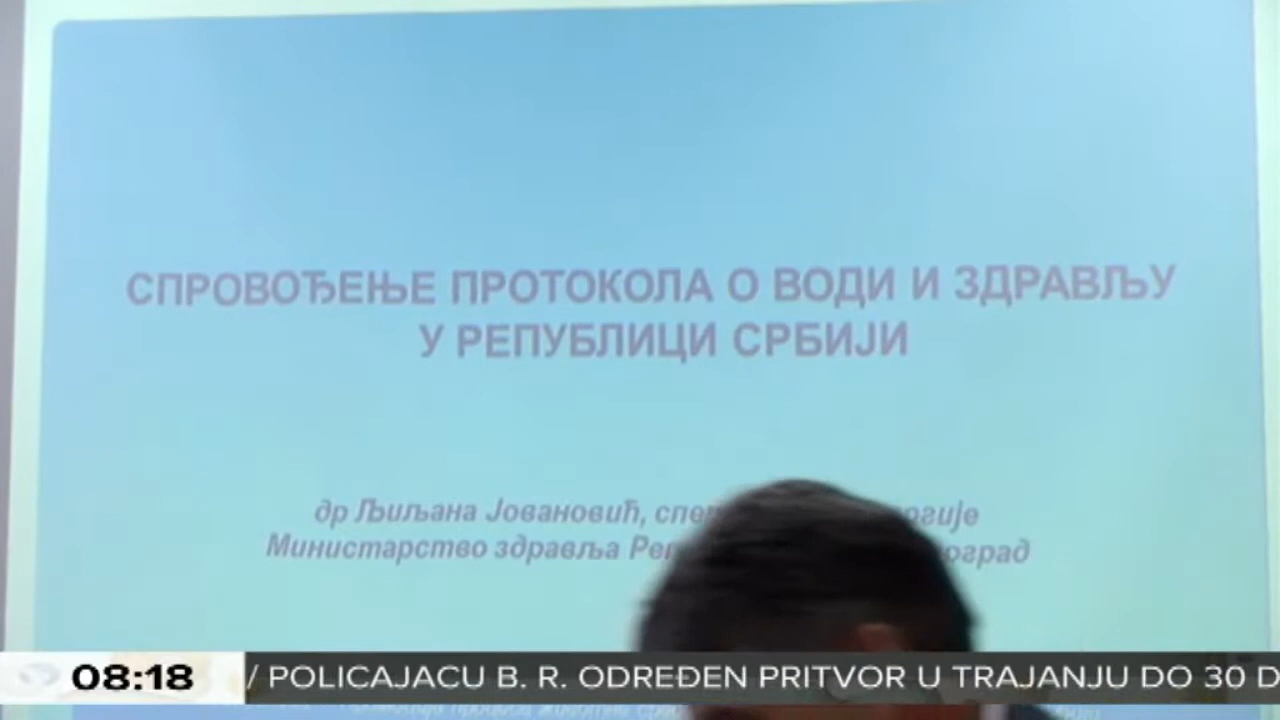 СПРОВОЂЕЊЕ ПРОТОКОЛА О ВОДИ И ЗДРАВЉУ
У РЕПУБЛИЦИ СРБИЈИ
др Љиљана Јовановић,
Министарство здравља
08:18 / POLICAJACU B. R. ODREĐEN PRITVOR U TRAJANJU DO 30 D